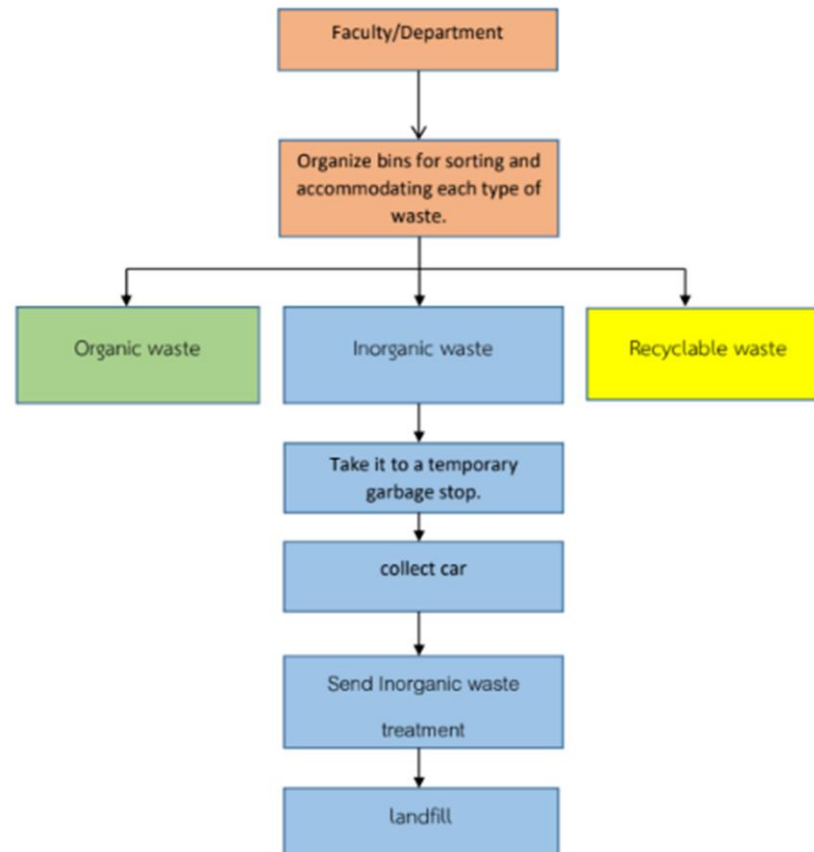 Faculty/Department
Organize bins for sorting and
accommodating each type of
waste.
Organic waste
Inorganic waste
Recyclable waste
Take it to a temporary
garbage stop.
collect car
Send Inorganic waste
treatment
landfill